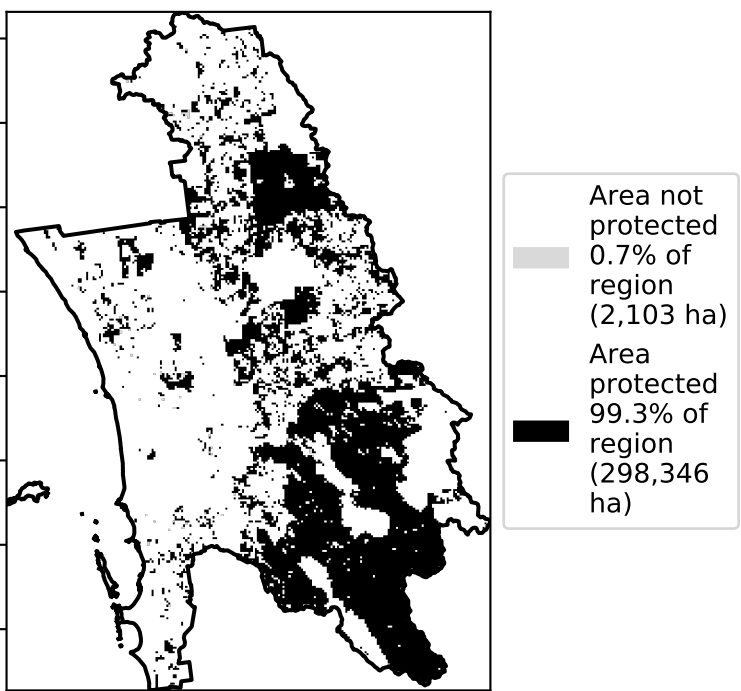 Area not
protected
0.7% of
region
(2,103 ha)
Area
protected
99.3% of
region
(298,346
ha)